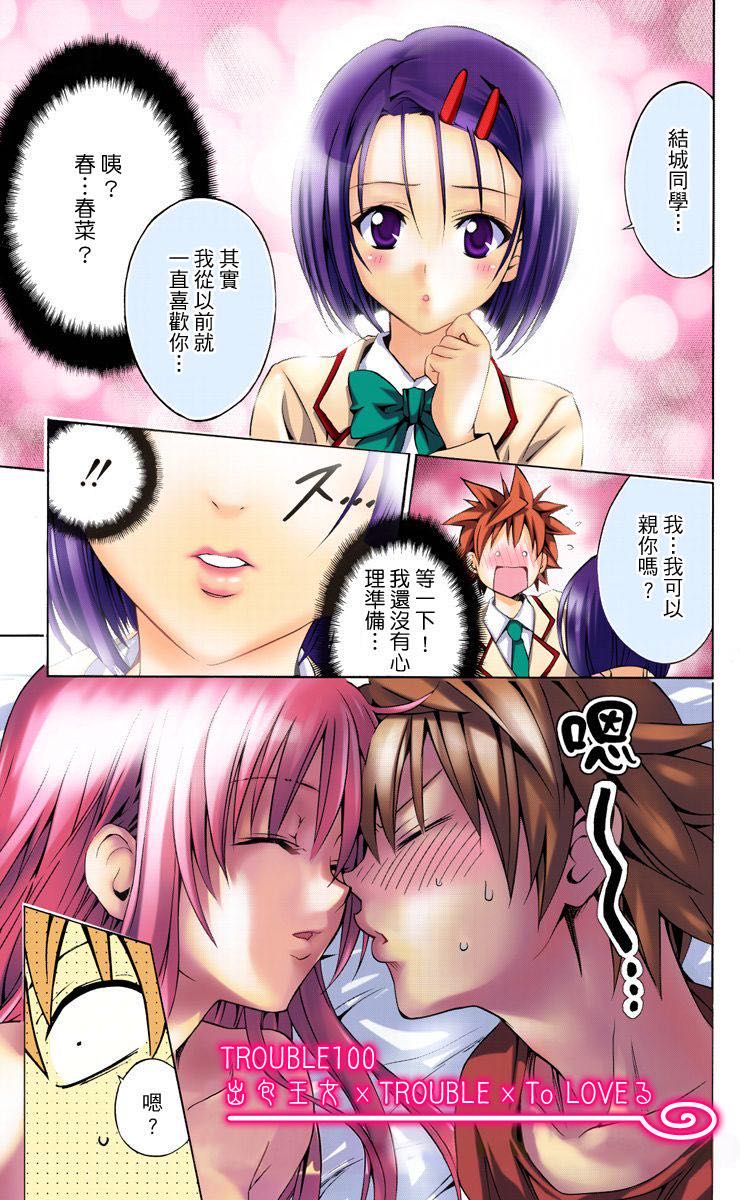 結城同學…
其實
我從以前就
一直喜歡你…
咦？
春…春菜？
我…我可以
親你嗎？
等一下！
我還沒有心
理準備…
ス…
!!
嗯～…
嗯？
TROUBLE100
出包王女×TROUBLE×To LOVEる